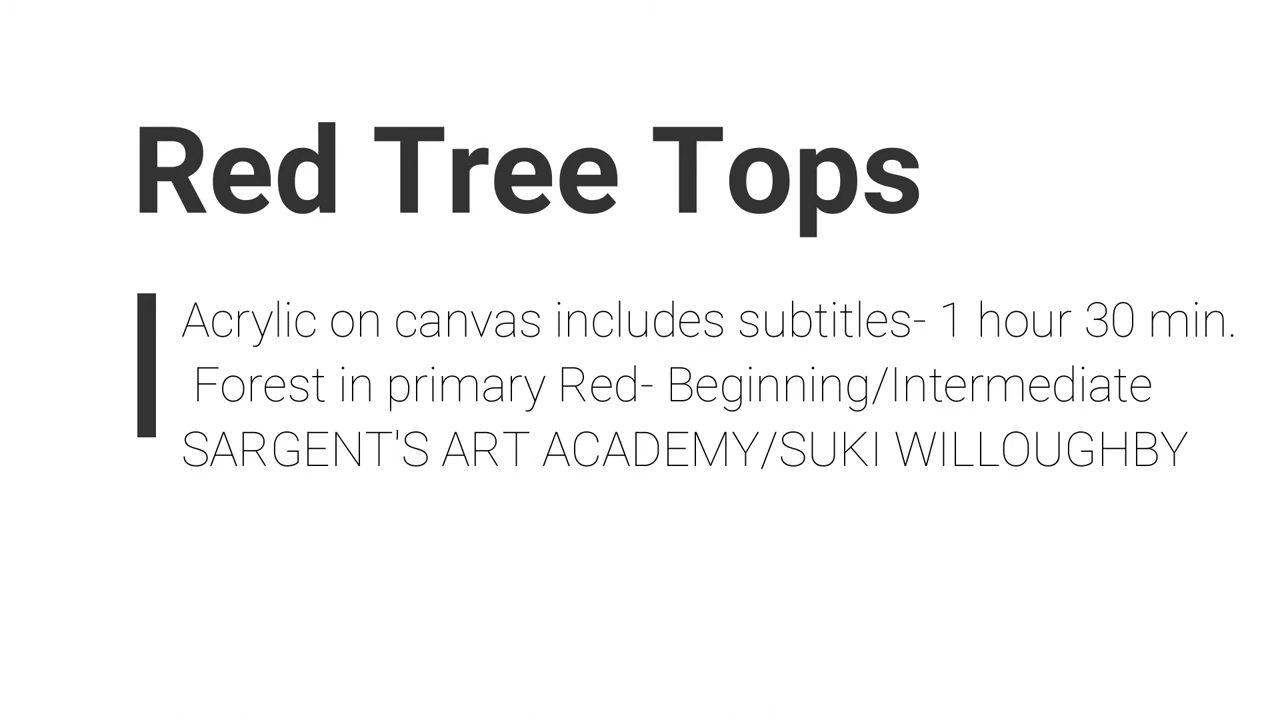 Red Tree Tops
Acrylic on canvas includes subtitles- 1 hour 30 min.
Forest in primary Red- Beginning/Intermediate
SARGENT'S ART ACADEMY/SUKI WILLOUGHBY